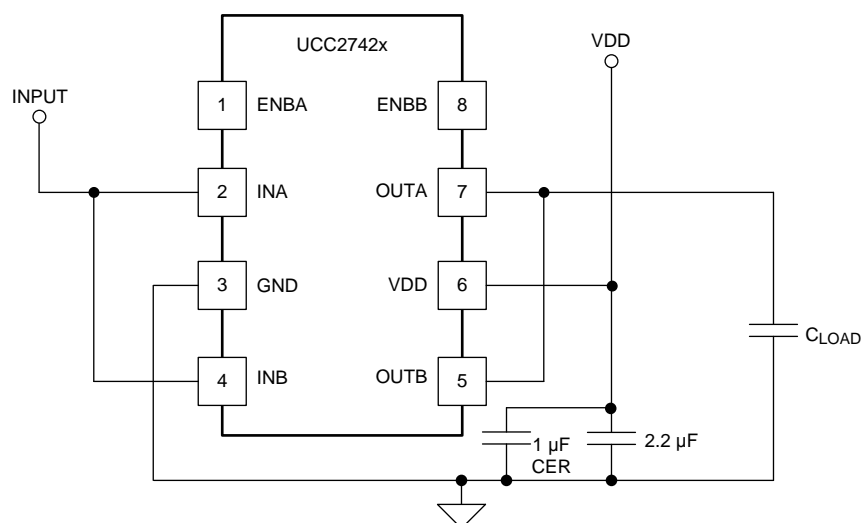 UCC2742x
VDD
INPUT
1 ENBA ENBB 8
2 INA OUTA 7
3 GND VDD 6
4 INB OUTB 5
C_LOAD
1 µF
CER
2.2 µF